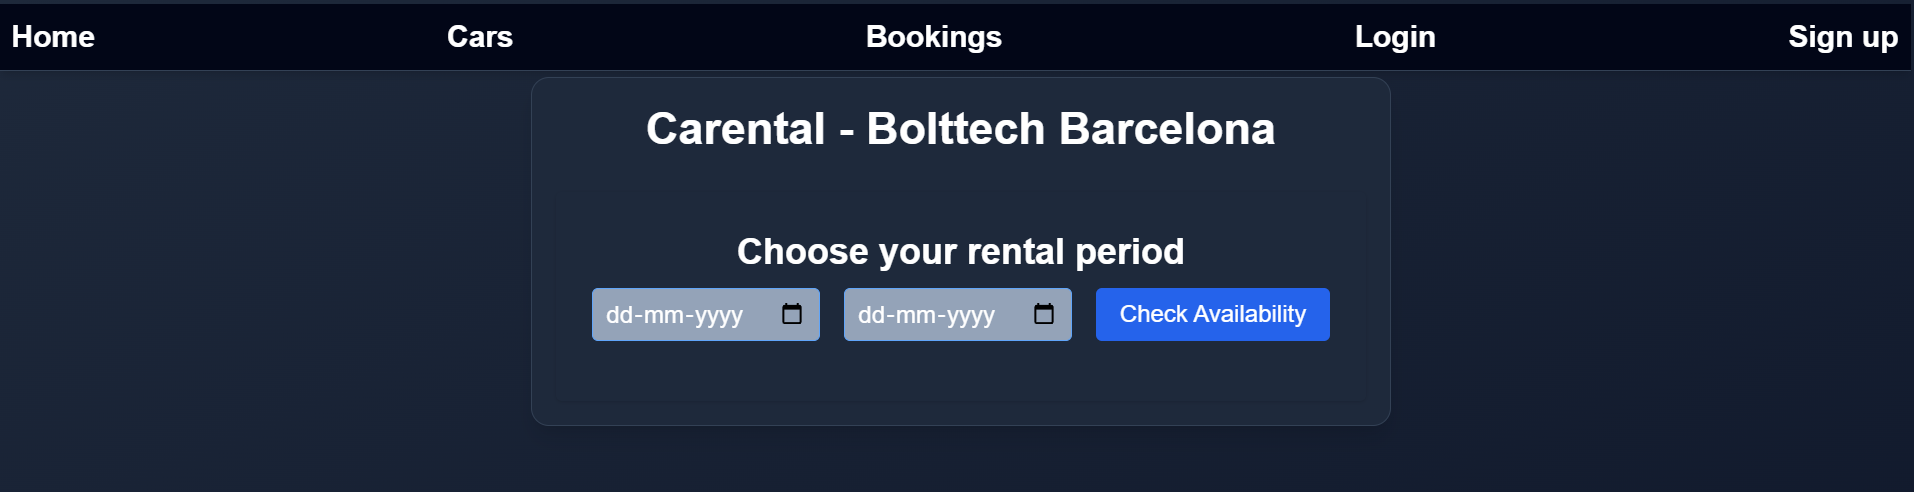 Home Cars Bookings Login Sign up
Carental - Bolttech Barcelona
Choose your rental period
dd-mm-yyyy dd-mm-yyyy Check Availability